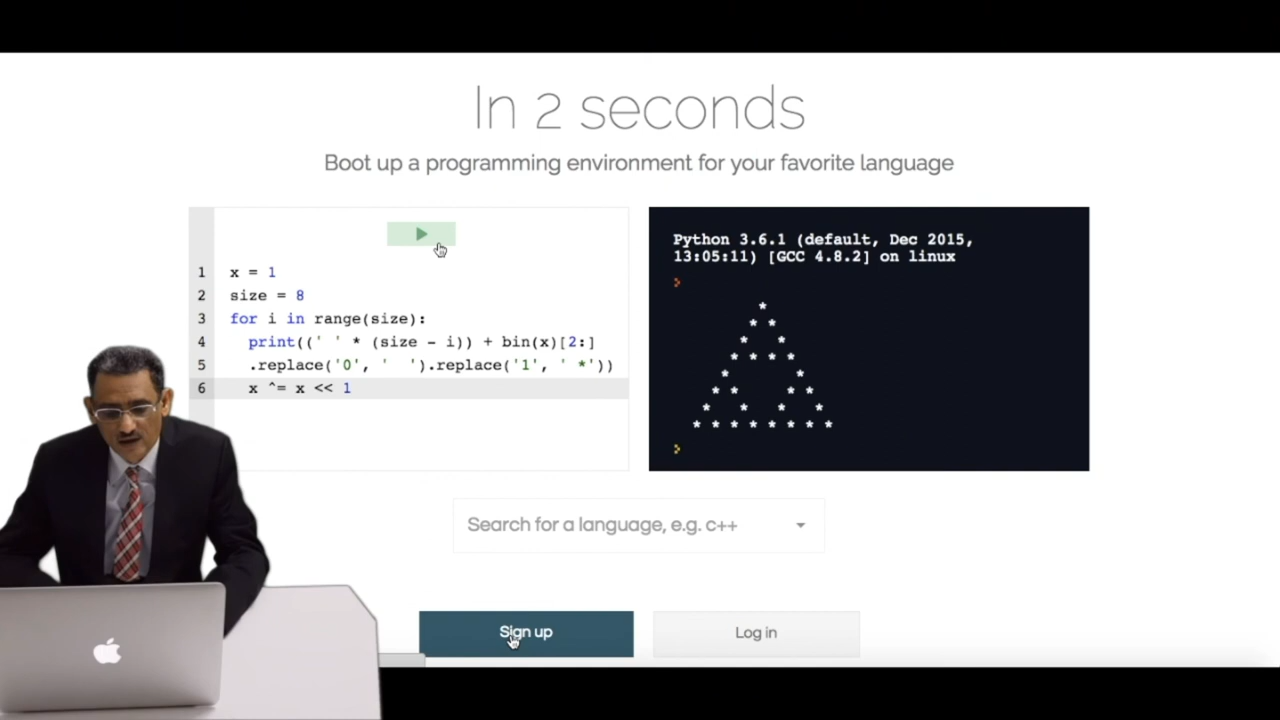 In 2 seconds
Boot up a programming environment for your favorite language
1 x = 1
2 size = 8
3 for i in range(size):
4 print((' ' * (size - i)) + bin(x)[2:]
5 .replace('0', '  ').replace('1', ' *'))
6 x ^= x << 1
Python 3.6.1 (default, Dec 2015,
13:05:11) [GCC 4.8.2] on linux
>
*
* *
* *
* * * *
* *
* * * *
* * * *
* * * * * * * *
>
Search for a language, e.g. c++
Sign up
Log in